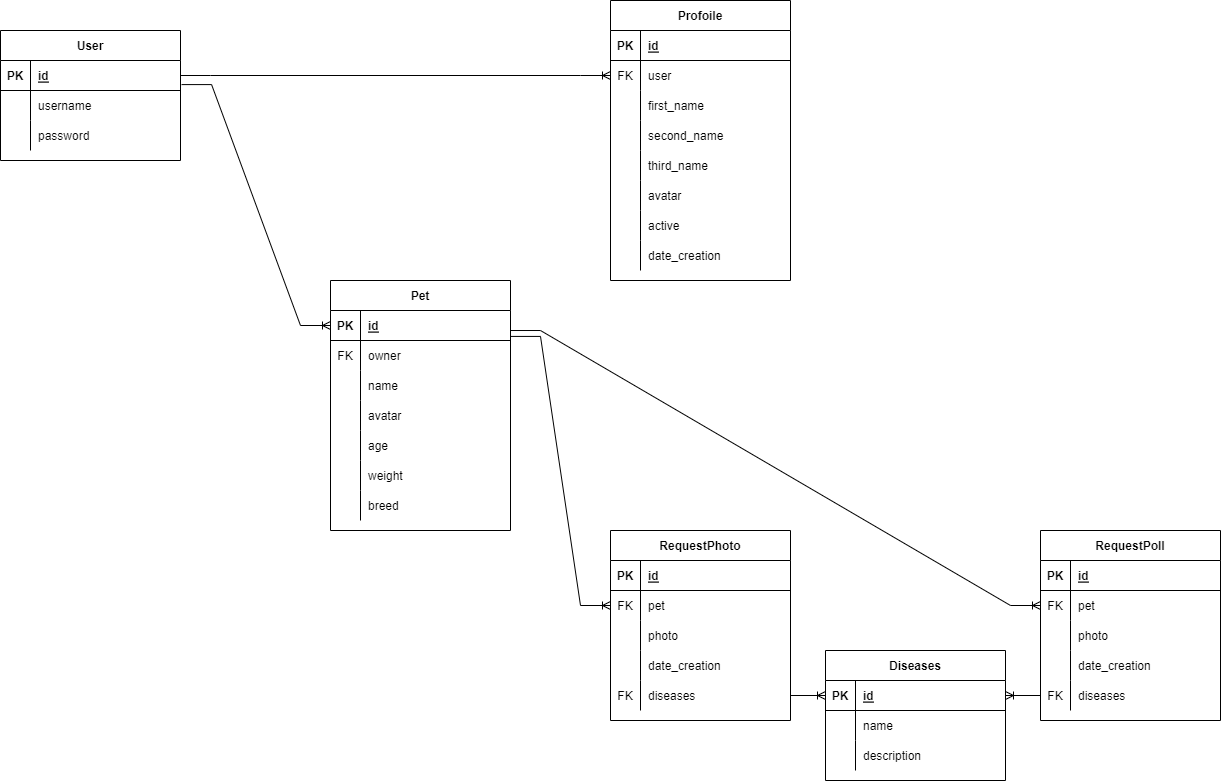 User
PK id
username
password
Profoile
PK id
FK user
first_name
second_name
third_name
avatar
active
date_creation
Pet
PK id
FK owner
name
avatar
age
weight
breed
RequestPhoto
PK id
FK pet
photo
date_creation
FK diseases
Diseases
PK id
name
description
RequestPoll
PK id
FK pet
photo
date_creation
FK diseases